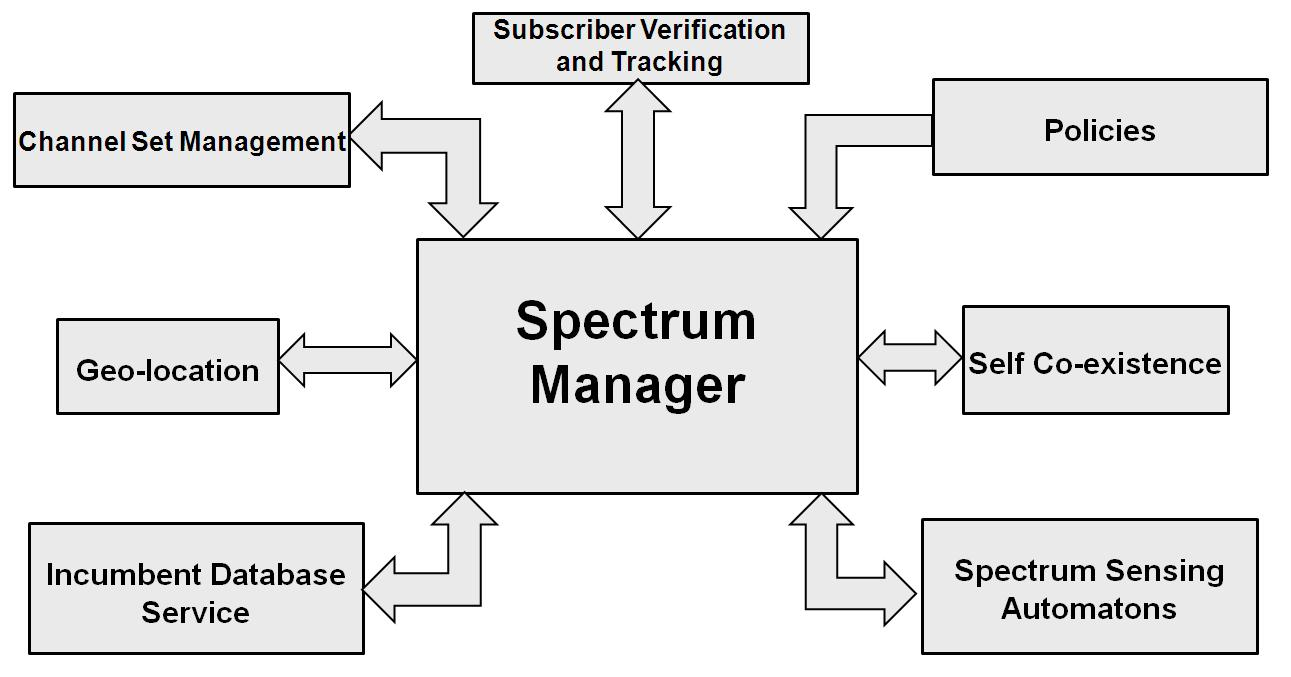 Subscriber Verification
and Tracking
Channel Set Management
Policies
Spectrum
Manager
Geo-location
Self Co-existence
Incumbent Database
Service
Spectrum Sensing
Automatons